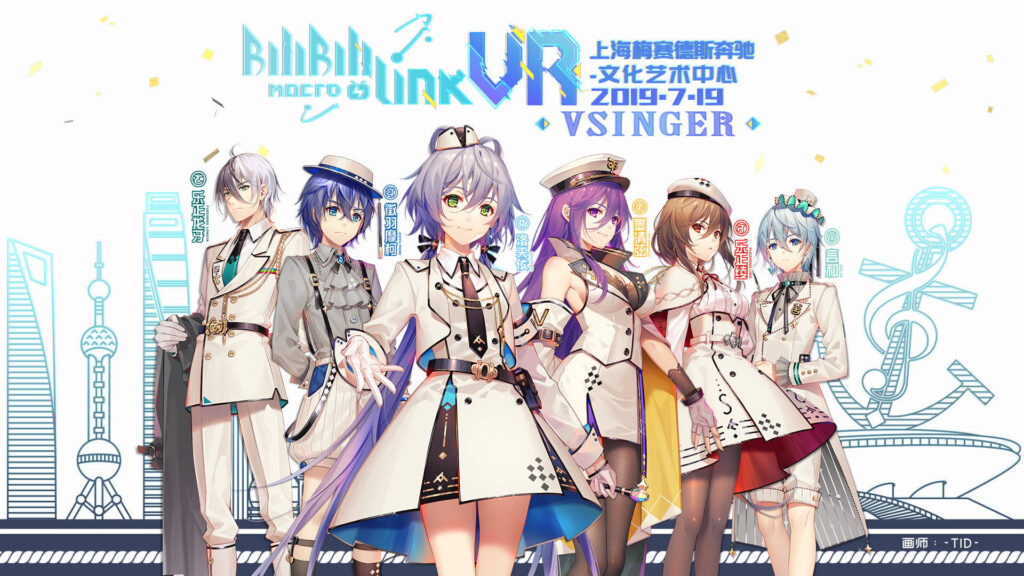 BiliBili
macro
link VR
上海梅赛德斯奔驰
-文化艺术中心
2019-7-19
VSINGER
乐正龙牙
徵羽摩柯
洛天依
墨清弦
乐正绫
言和
画师：-TID-